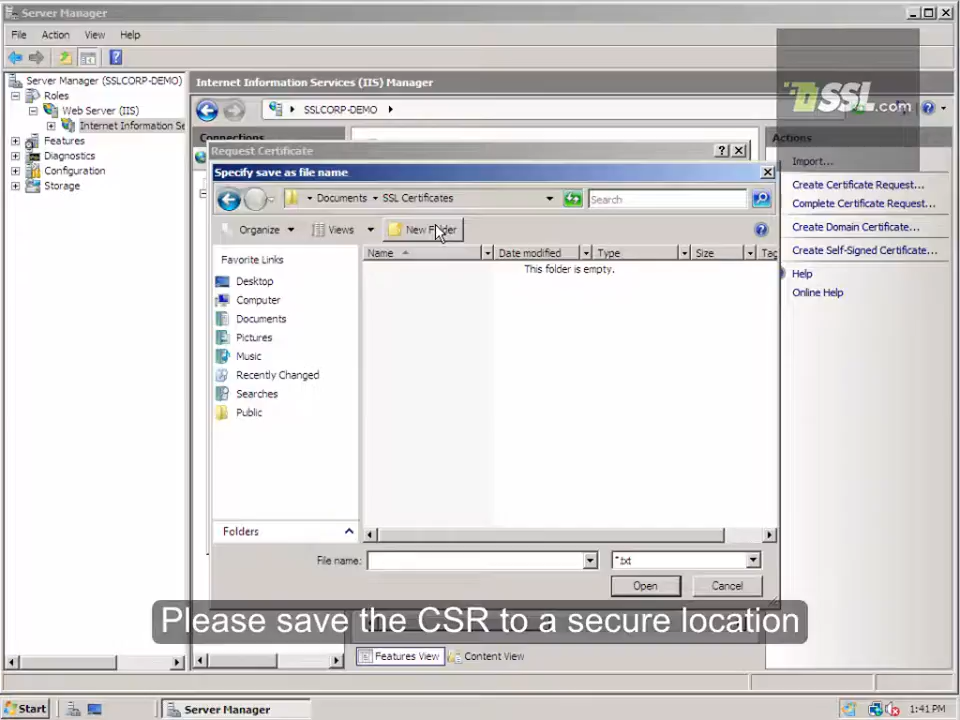 Server Manager
File Action View Help
Server Manager (SSLCORP-DEMO)
Roles
Web Server (IIS)
Internet Information Se
Features
Diagnostics
Configuration
Storage
Internet Information Services (IIS) Manager
SSLCORP-DEMO
SSL.com
Connections
Request Certificate
Specify save as file name
Documents
SSL Certificates
Search
Organize
Views
New Folder
Name
Date modified
Type
Size
Tag
This folder is empty.
Favorite Links
Desktop
Computer
Documents
Pictures
Music
Recently Changed
Searches
Public
Folders
File name:
*.txt
Open
Cancel
Actions
Import...
Create Certificate Request...
Complete Certificate Request...
Create Domain Certificate...
Create Self-Signed Certificate...
Help
Online Help
Please save the CSR to a secure location
Features View
Content View
Start
Server Manager
1:41 PM